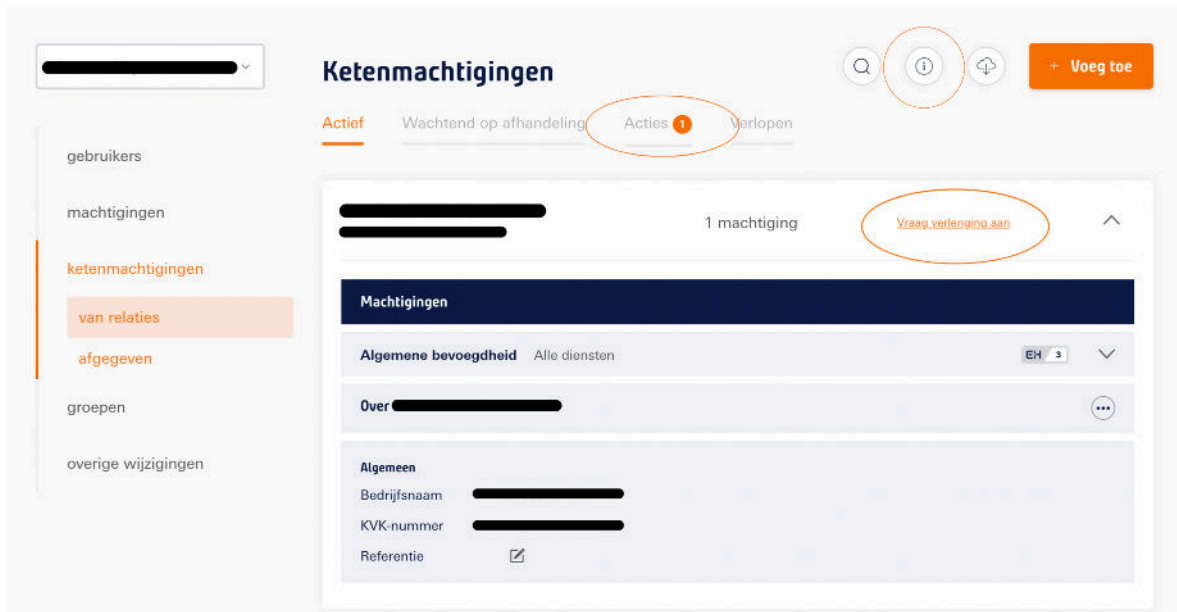 Ketenmachtigingen
+ Voeg toe
Actief Wachtend op afhandeling Acties 1 Verlopen
gebruikers
machtigingen
ketenmachtigingen
van relaties
afgegeven
groepen
overige wijzigingen
1 machtiging Vraag verlenging aan
Machtigingen
Algemene bevoegdheid Alle diensten EH 3
Over
Algemeen
Bedrijfsnaam
KVK-nummer
Referentie